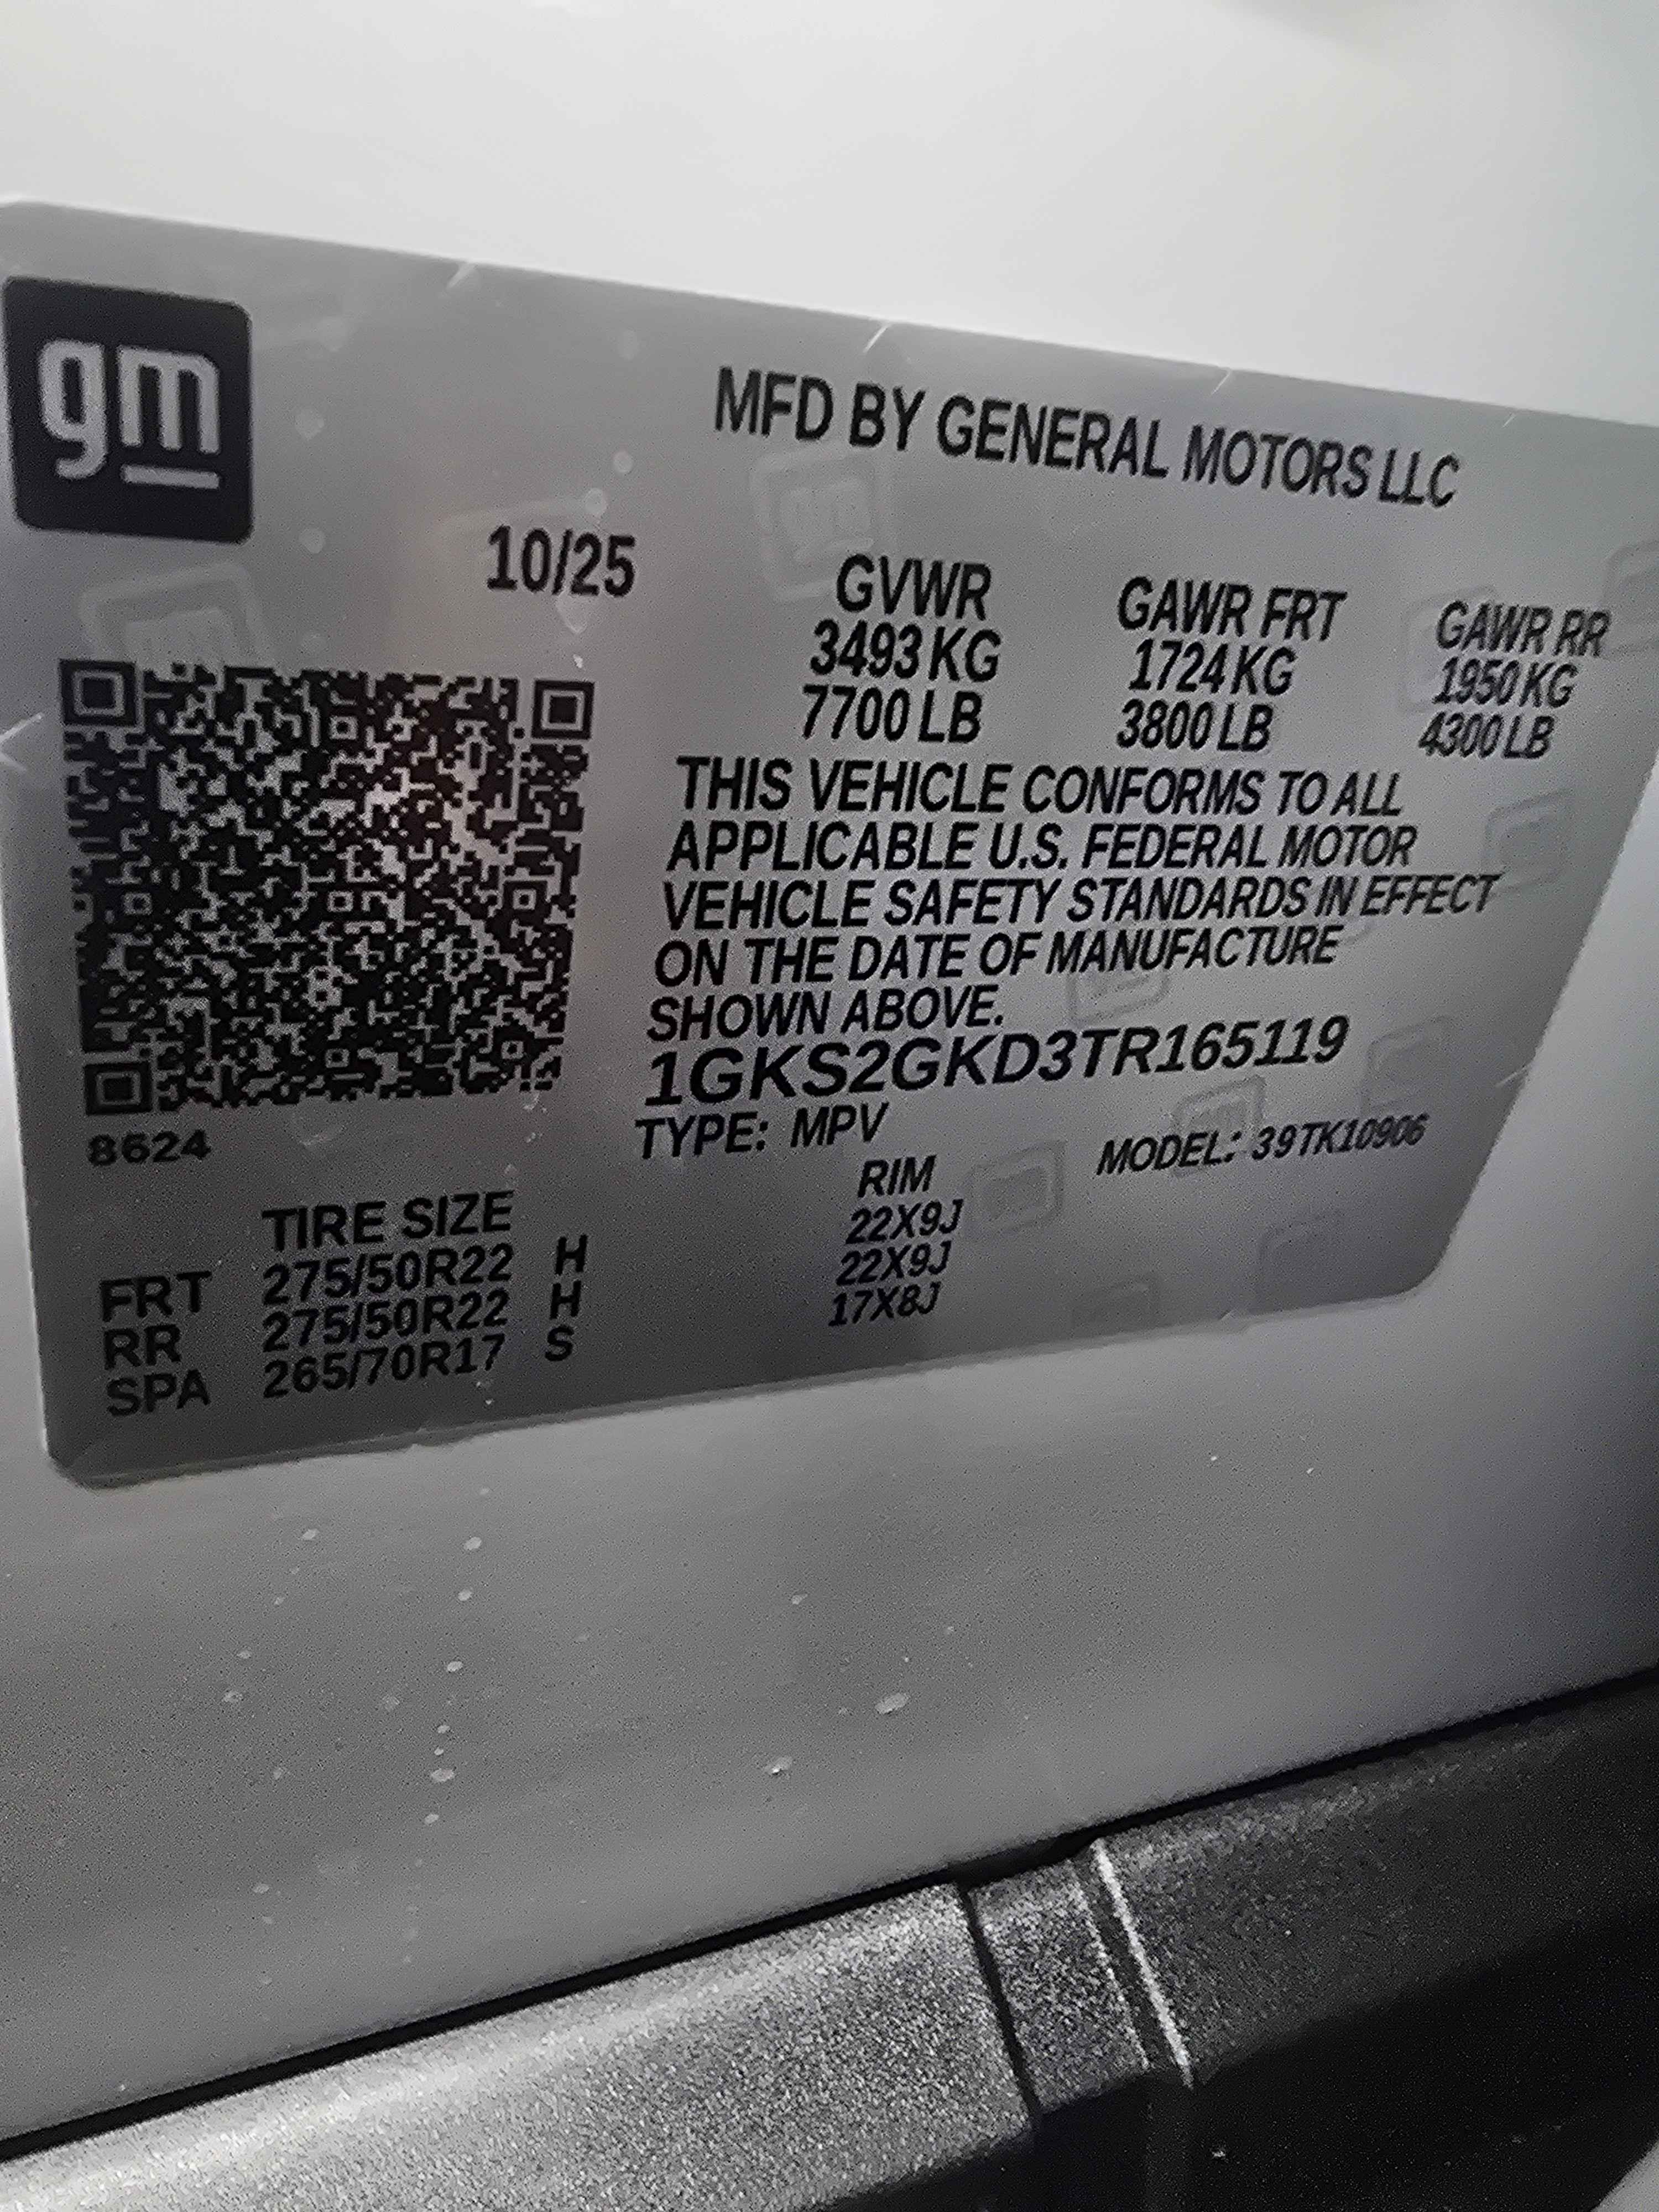 gm
MFD BY GENERAL MOTORS LLC
10/25
GVWR GAWR FRT GAWR RR
3493 KG 1724 KG 1950 KG
7700 LB 3800 LB 4300 LB
THIS VEHICLE CONFORMS TO ALL
APPLICABLE U.S. FEDERAL MOTOR
VEHICLE SAFETY STANDARDS IN EFFECT
ON THE DATE OF MANUFACTURE
SHOWN ABOVE.
1GKS2GKD3TR165119
8624
TYPE: MPV MODEL: 39TK10906
TIRE SIZE RIM
FRT 275/50R22 H 22X9J
RR 275/50R22 H 22X9J
SPA 265/70R17 S 17X8J